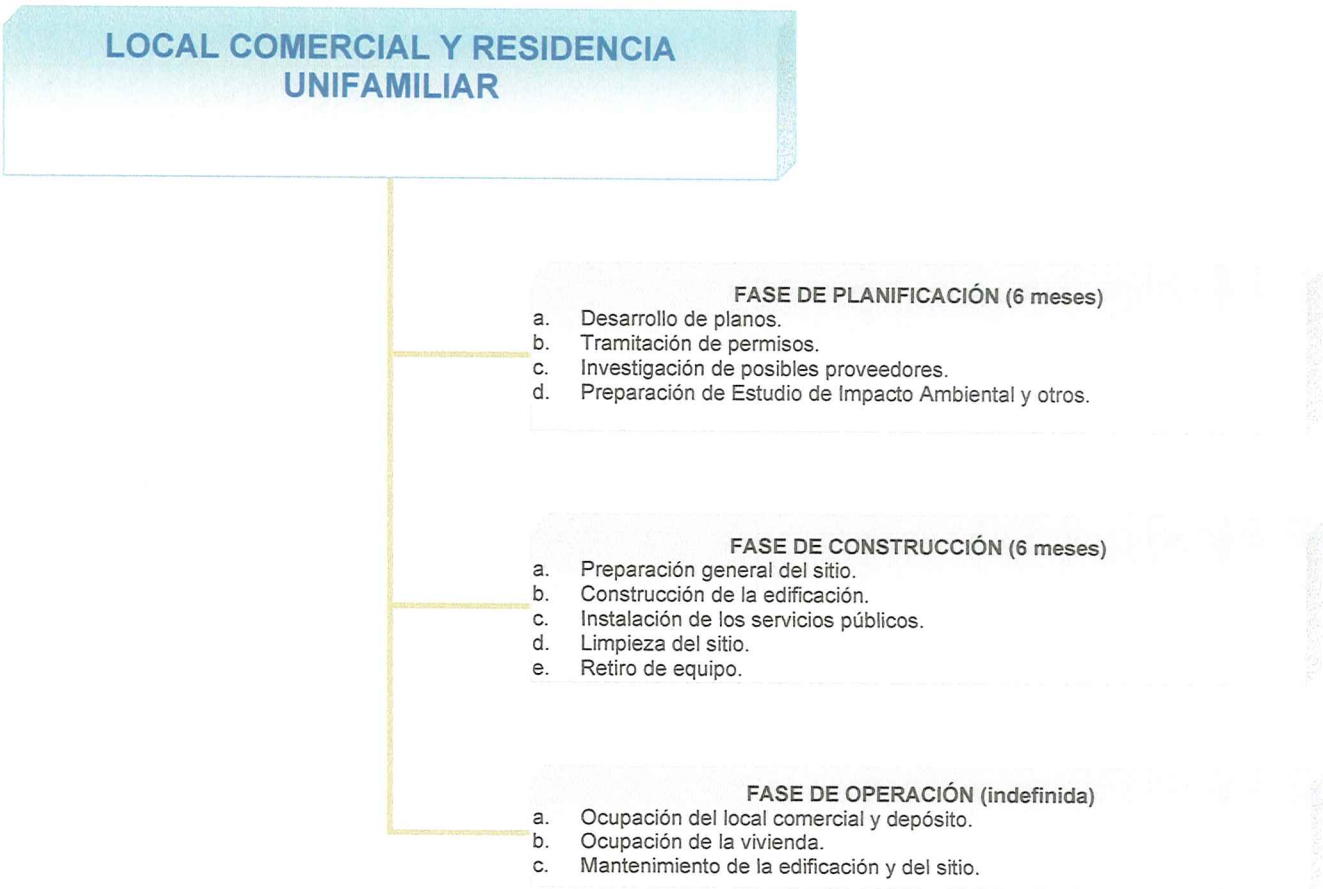 LOCAL COMERCIAL Y RESIDENCIA
UNIFAMILIAR
FASE DE PLANIFICACIÓN (6 meses)
a. Desarrollo de planos.
b. Tramitación de permisos.
c. Investigación de posibles proveedores.
d. Preparación de Estudio de Impacto Ambiental y otros.
FASE DE CONSTRUCCIÓN (6 meses)
a. Preparación general del sitio.
b. Construcción de la edificación.
c. Instalación de los servicios públicos.
d. Limpieza del sitio.
e. Retiro de equipo.
FASE DE OPERACIÓN (indefinida)
a. Ocupación del local comercial y depósito.
b. Ocupación de la vivienda.
c. Mantenimiento de la edificación y del sitio.